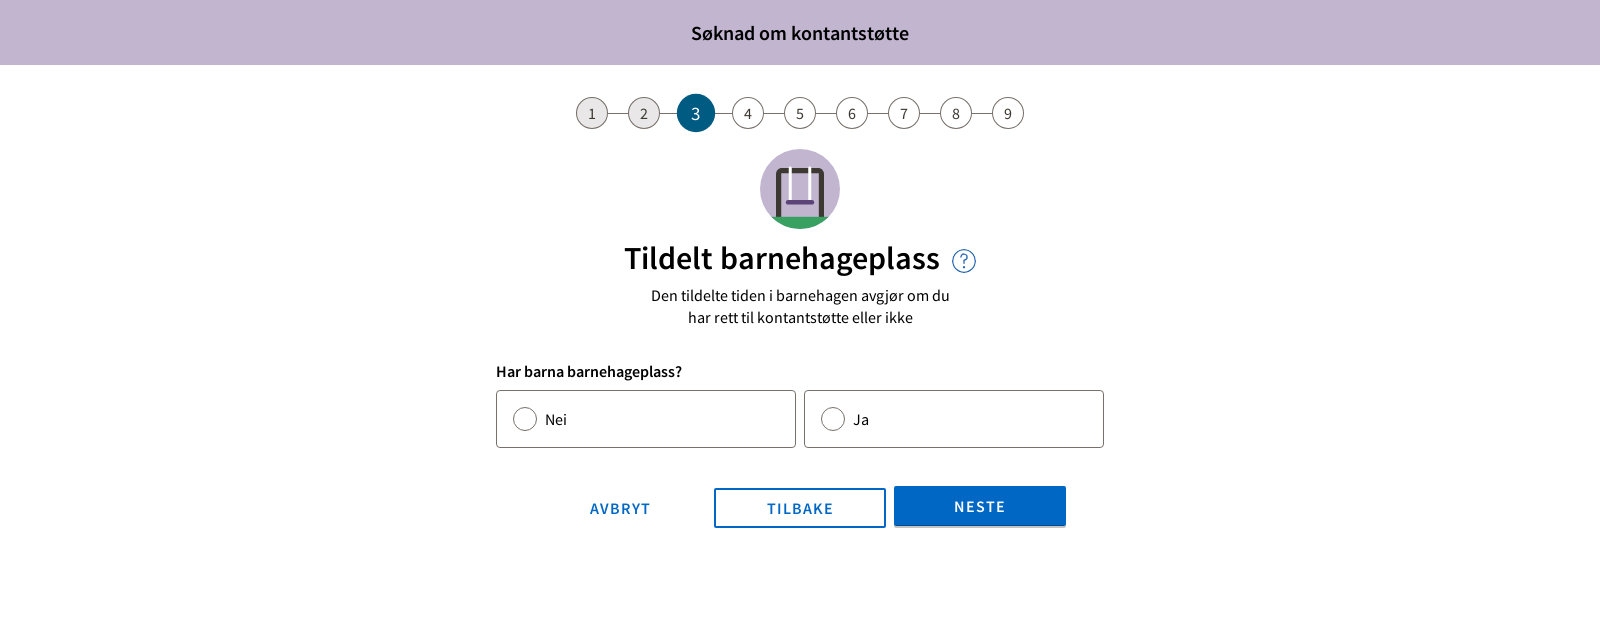 Søknad om kontantstøtte
1 2 3 4 5 6 7 8 9
Tildelt barnehageplass ?
Den tildelte tiden i barnehagen avgjør om du
har rett til kontantstøtte eller ikke
Har barna barnehageplass?
Nei Ja
AVBRYT TILBAKE NESTE